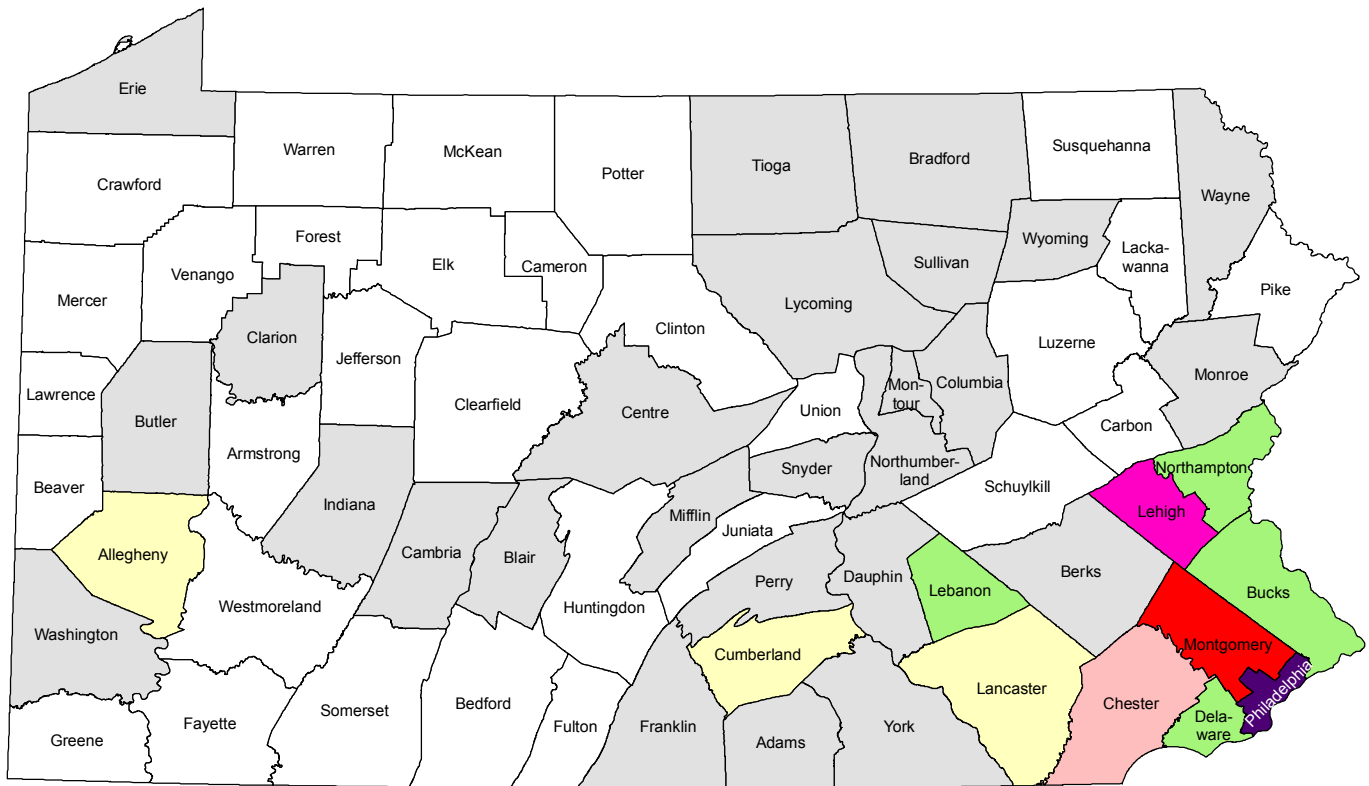 Erie
Warren
McKean
Potter
Tioga
Bradford
Susquehanna
Wayne
Crawford
Forest
Elk
Cameron
Wyoming
Lacka-
wanna
Venango
Sullivan
Mercer
Clarion
Lycoming
Pike
Jefferson
Clinton
Luzerne
Lawrence
Butler
Clearfield
Centre
Union
Mon-
tour
Columbia
Monroe
Carbon
Armstrong
Beaver
Indiana
Snyder
Northumber-
land
Schuylkill
Northampton
Lehigh
Mifflin
Juniata
Allegheny
Cambria
Blair
Huntingdon
Perry
Dauphin
Lebanon
Berks
Bucks
Westmoreland
Washington
Cumberland
Montgomery
Lancaster
Chester
Philadelphia
Dela-
ware
Greene
Fayette
Somerset
Bedford
Fulton
Franklin
Adams
York